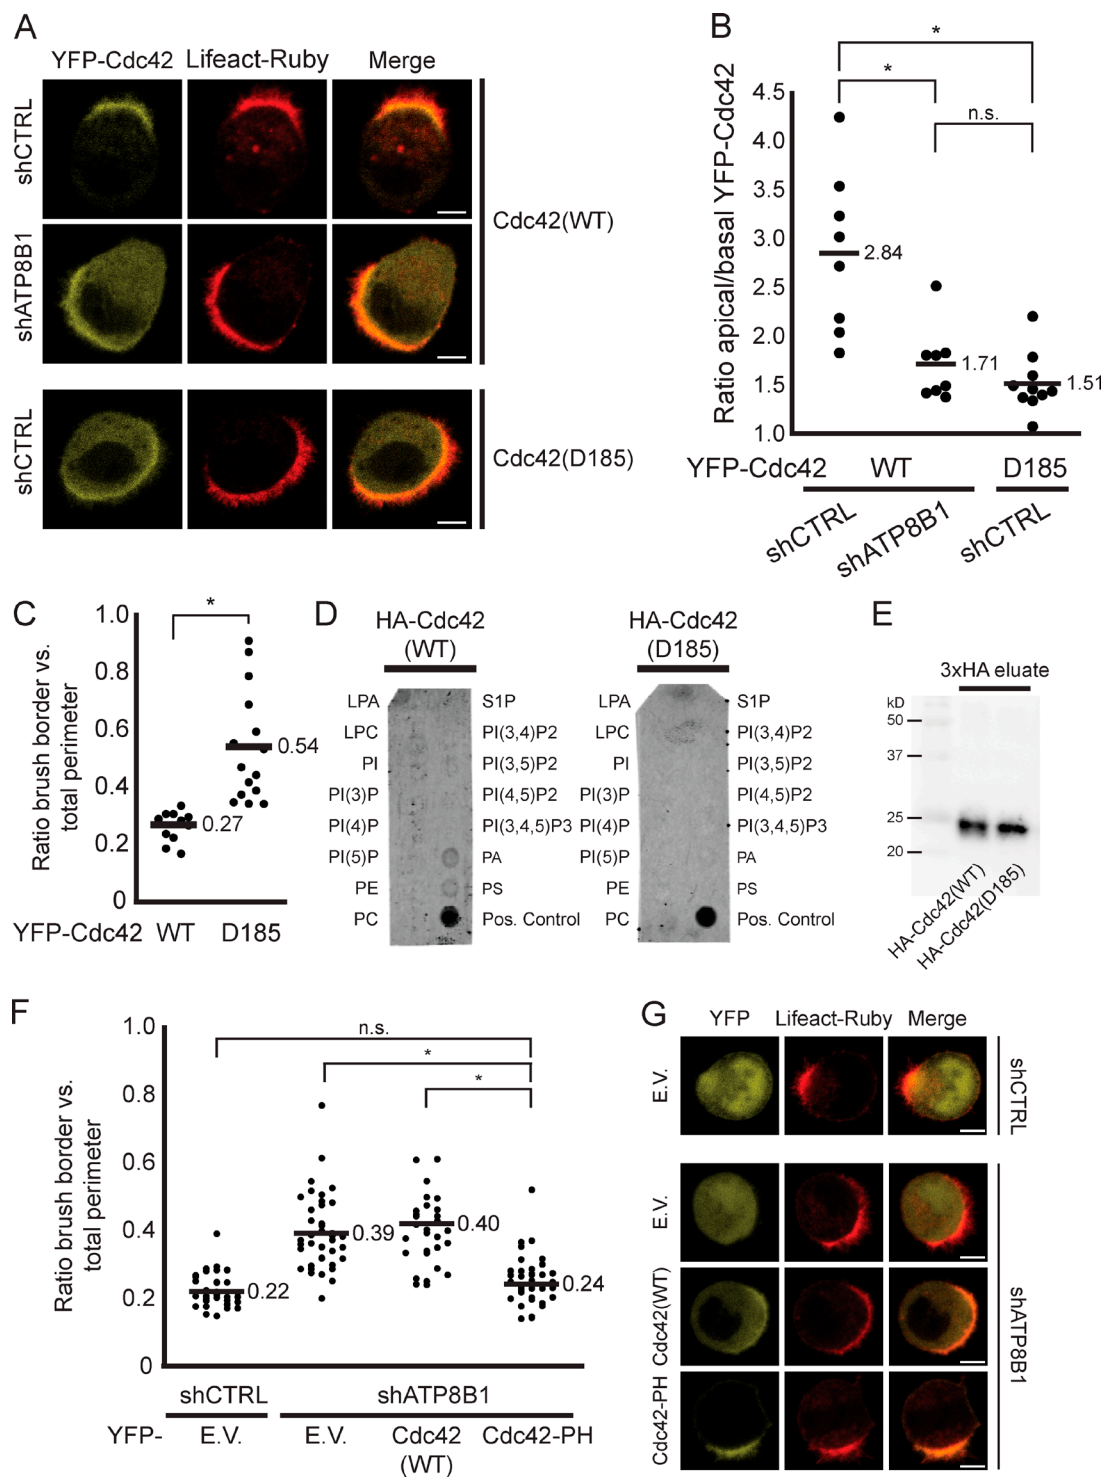 A
YFP-Cdc42 Lifeact-Ruby Merge
shCTRL
shATP8B1
Cdc42(WT)
shCTRL
Cdc42(D185)
B
Ratio apical/basal YFP-Cdc42
*
*
n.s.
4.5
4.0
3.5
3.0
2.5
2.0
1.5
1.0
2.84
1.71
1.51
YFP-Cdc42 WT D185
shCTRL shATP8B1 shCTRL
C
Ratio brush border vs.
total perimeter
*
1.0
0.8
0.6
0.4
0.2
0
0.27
0.54
YFP-Cdc42 WT D185
D
HA-Cdc42
(WT)
LPA S1P
LPC PI(3,4)P2
PI PI(3,5)P2
PI(3)P PI(4,5)P2
PI(4)P PI(3,4,5)P3
PI(5)P PA
PE PS
PC Pos. Control
HA-Cdc42
(D185)
LPA S1P
LPC PI(3,4)P2
PI PI(3,5)P2
PI(3)P PI(4,5)P2
PI(4)P PI(3,4,5)P3
PI(5)P PA
PE PS
PC Pos. Control
E
3xHA eluate
kD
50
37
25
20
HA-Cdc42(WT)
HA-Cdc42(D185)
F
Ratio brush border vs.
total perimeter
n.s.
*
*
1.0
0.8
0.6
0.4
0.2
0
0.22
0.39
0.40
0.24
shCTRL shATP8B1
YFP- E.V. E.V. Cdc42 Cdc42-PH
(WT)
G
YFP Lifeact-Ruby Merge
E.V.
shCTRL
E.V.
Cdc42(WT)
Cdc42-PH
shATP8B1